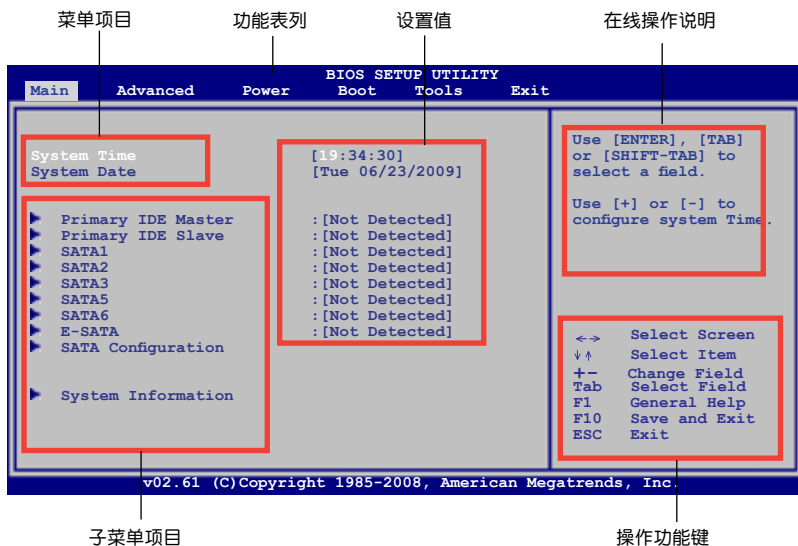 菜单项目 功能表列 设置值 在线操作说明
BIOS SETUP UTILITY
Main Advanced Power Boot Tools Exit
System Time [19:34:30]
System Date [Tue 06/23/2009]
Primary IDE Master :[Not Detected]
Primary IDE Slave :[Not Detected]
SATA1 :[Not Detected]
SATA2 :[Not Detected]
SATA3 :[Not Detected]
SATA5 :[Not Detected]
SATA6 :[Not Detected]
E-SATA :[Not Detected]
SATA Configuration
System Information
Use [ENTER], [TAB]
or [SHIFT-TAB] to
select a field.
Use [+] or [-] to
configure system Time.
←→ Select Screen
↓↑ Select Item
+- Change Field
Tab Select Field
F1 General Help
F10 Save and Exit
ESC Exit
v02.61 (C)Copyright 1985-2008, American Megatrends, Inc.
子菜单项目 操作功能键